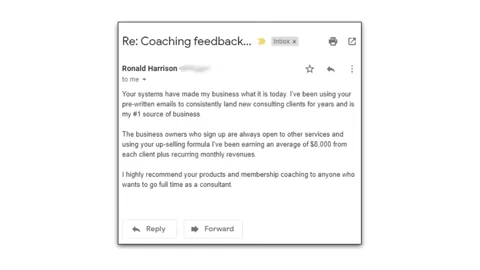 Re: Coaching feedback...
Inbox x
Ronald Harrison
to me
Your systems have made my business what it is today. I've been using your
pre-written emails to consistently land new consulting clients for years and is
my #1 source of business
The business owners who sign up are always open to other services and
using your up-selling formula I've been earning an average of $8,000 from
each client plus recurring monthly revenues.
I highly recommend your products and membership coaching to anyone who
wants to go full time as a consultant
Reply
Forward